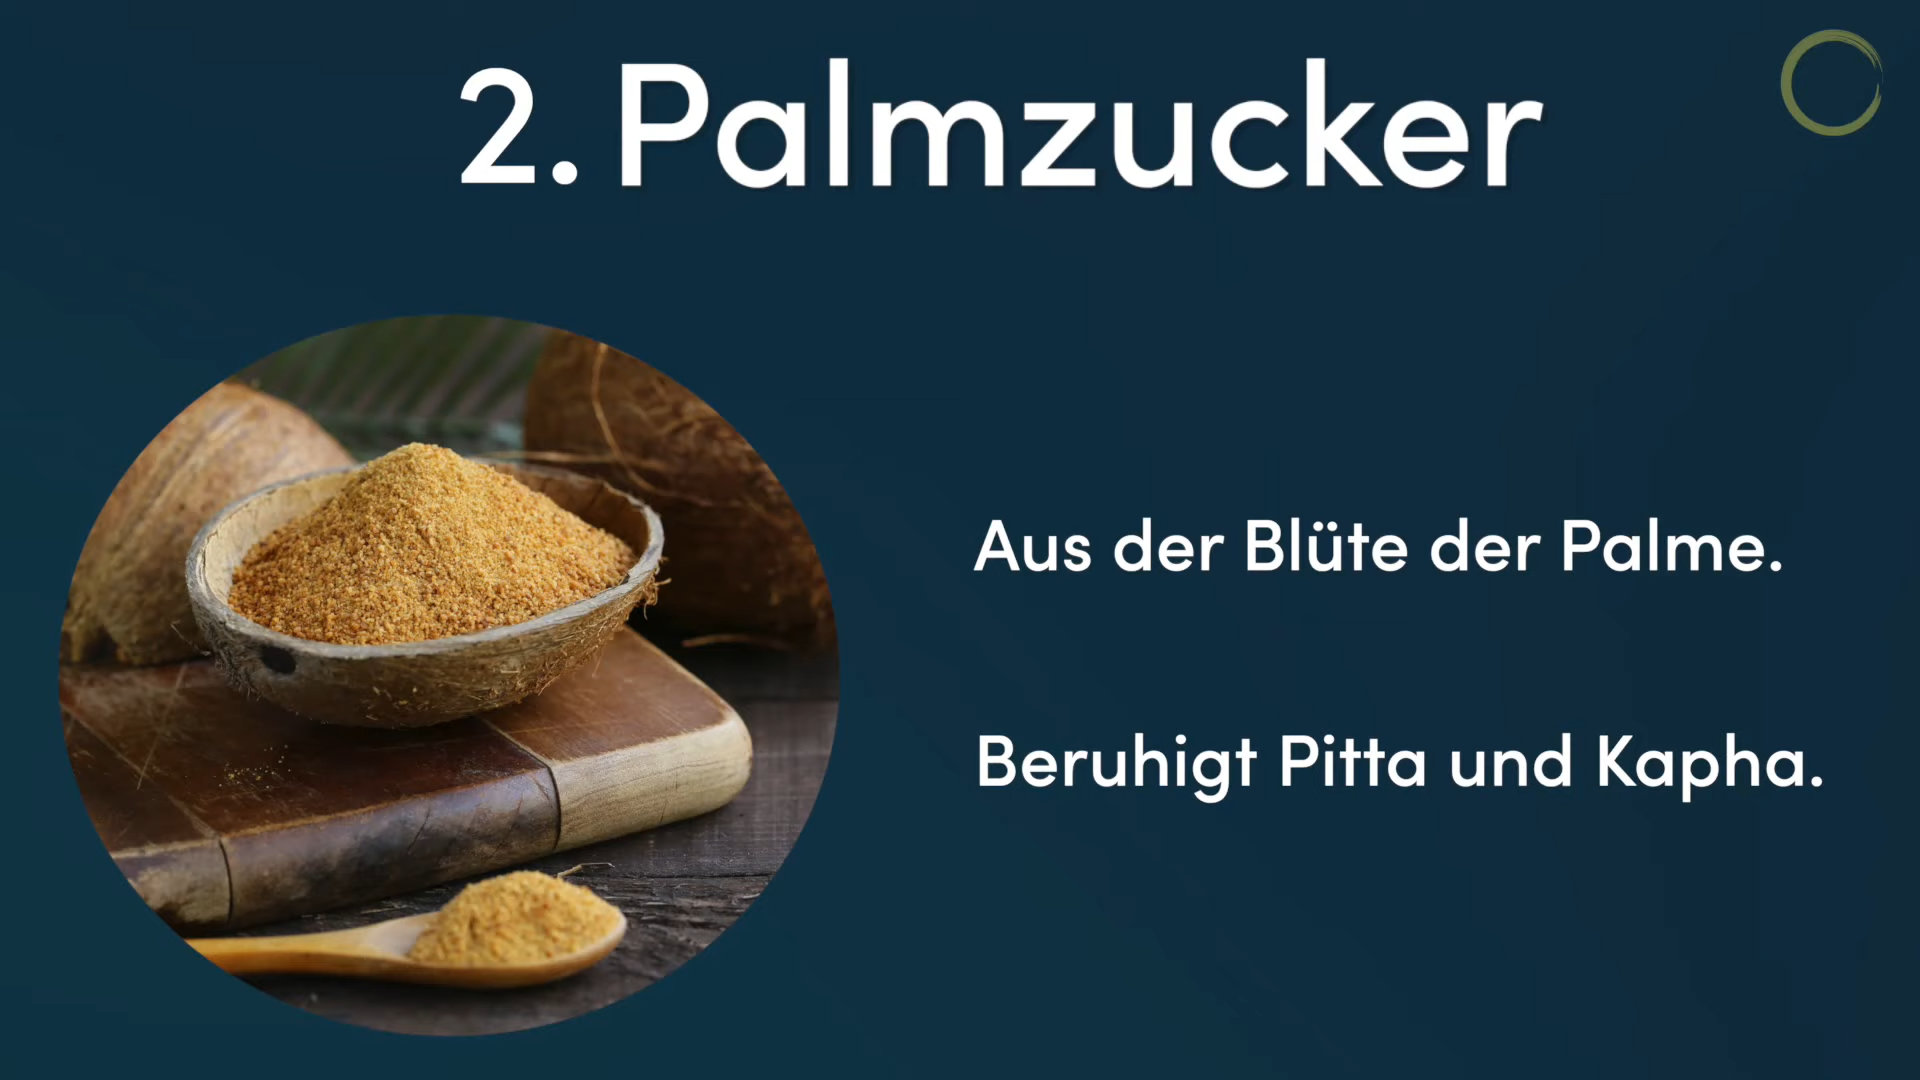 2. Palmzucker
Aus der Blüte der Palme.
Beruhigt Pitta und Kapha.